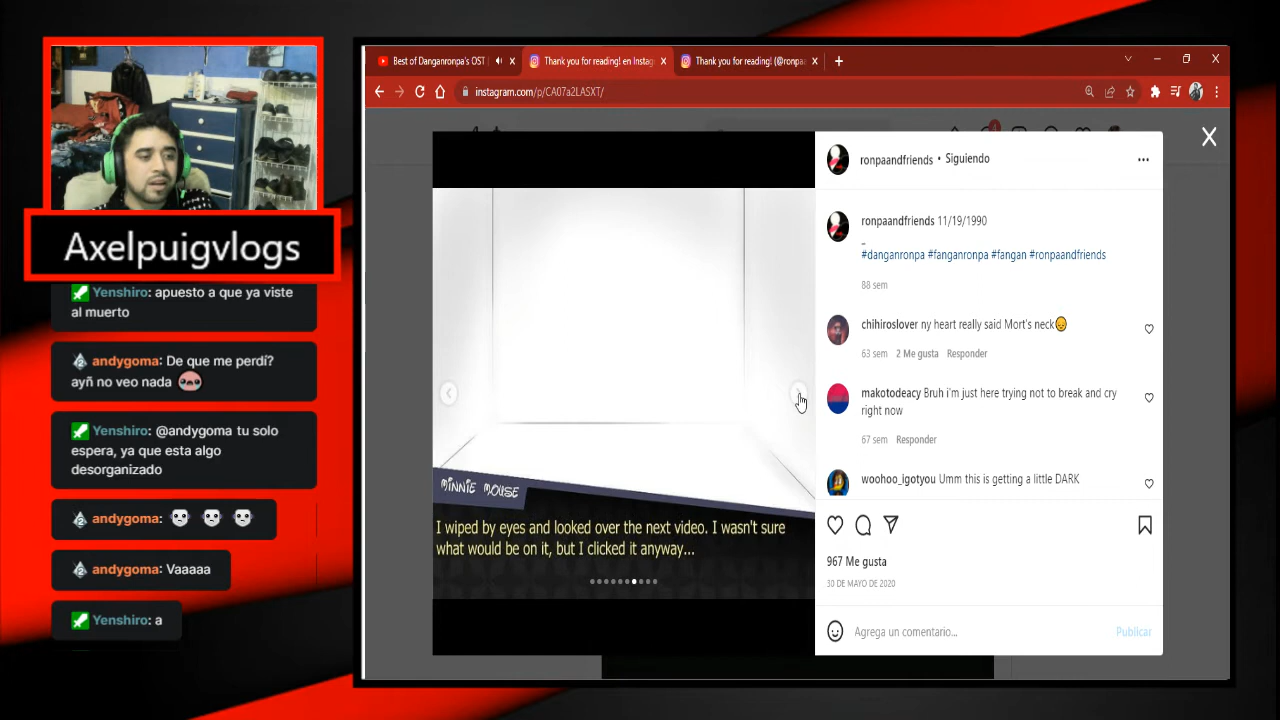 Axelpuigvlogs
Yenshiro: apuesto a que ya viste
al muerto
andygoma: De que me perdí?
ayñ no veo nada
Yenshiro: @andygoma tu solo
espera, ya que esta algo
desorganizado
andygoma:
andygoma: Vaaaaa
Yenshiro: a
Best of Danganronpa's OST
Thank you for reading! en Instag
Thank you for reading! (@ronpaa
instagram.com/p/CA07a2LASXT/
MINNIE MOUSE
I wiped by eyes and looked over the next video. I wasn't sure
what would be on it, but I clicked it anyway...
ronpaandfriends • Siguiendo
ronpaandfriends 11/19/1990
_
#danganronpa #fanganronpa #fangan #ronpaandfriends
88 sem
chihiroslover ny heart really said Mort's neck
63 sem 2 Me gusta Responder
makotodeacy Bruh i'm just here trying not to break and cry
right now
67 sem Responder
woohoo_igotyou Umm this is getting a little DARK
967 Me gusta
30 DE MAYO DE 2020
Agrega un comentario...
Publicar